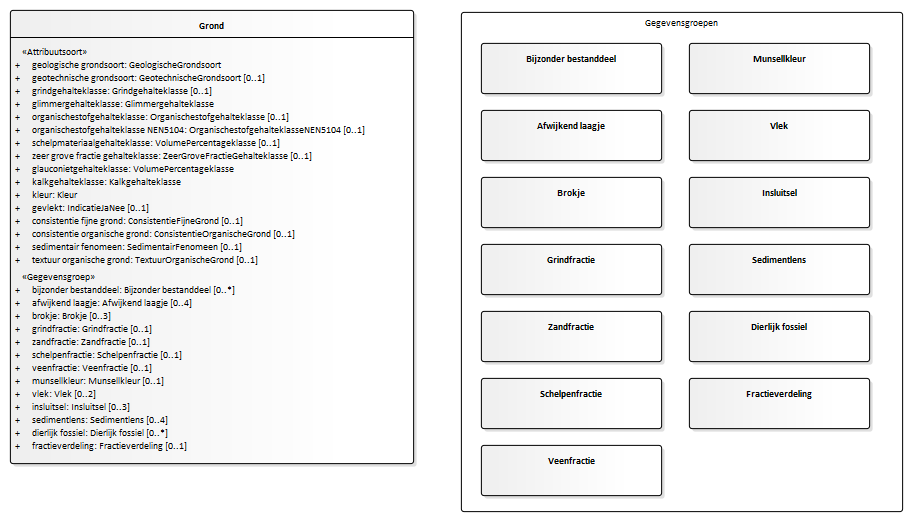 Grond
«Attribuutsoort»
+ geologische grondsoort: GeologischeGrondsoort
+ geotechnische grondsoort: GeotechnischeGrondsoort [0..1]
+ grindgehalteklasse: Grindgehalteklasse [0..1]
+ glimmergehalteklasse: Glimmergehalteklasse
+ organischestofgehalteklasse: Organischestofgehalteklasse [0..1]
+ organischestofgehalteklasse NEN5104: OrganischestofgehalteklasseNEN5104 [0..1]
+ schelpmateriaalgehalteklasse: VolumePercentageklasse [0..1]
+ zeer grove fractie gehalteklasse: ZeerGroveFractieGehalteklasse [0..1]
+ glauconietgehalteklasse: VolumePercentageklasse
+ kalkgehalteklasse: Kalkgehalteklasse
+ kleur: Kleur
+ gevlekt: IndicatieJaNee [0..1]
+ consistentie fijne grond: ConsistentieFijneGrond [0..1]
+ consistentie organische grond: ConsistentieOrganischeGrond [0..1]
+ sedimentair fenomeen: SedimentairFenomeen [0..1]
+ textuur organische grond: TextuurOrganischeGrond [0..1]
«Gegevensgroep»
+ bijzonder bestanddeel: Bijzonder bestanddeel [0..*]
+ afwijkend laagje: Afwijkend laagje [0..4]
+ brokje: Brokje [0..3]
+ grindfractie: Grindfractie [0..1]
+ zandfractie: Zandfractie [0..1]
+ schelpenfractie: Schelpenfractie [0..1]
+ veenfractie: Veenfractie [0..1]
+ munsellkleur: Munsellkleur [0..1]
+ vlek: Vlek [0..2]
+ insluitsel: Insluitsel [0..3]
+ sedimentlens: Sedimentlens [0..4]
+ dierlijk fossiel: Dierlijk fossiel [0..*]
+ fractieverdeling: Fractieverdeling [0..1]
Gegevensgroepen
Bijzonder bestanddeel
Munsellkleur
Afwijkend laagje
Vlek
Brokje
Insluitsel
Grindfractie
Sedimentlens
Zandfractie
Dierlijk fossiel
Schelpenfractie
Fractieverdeling
Veenfractie